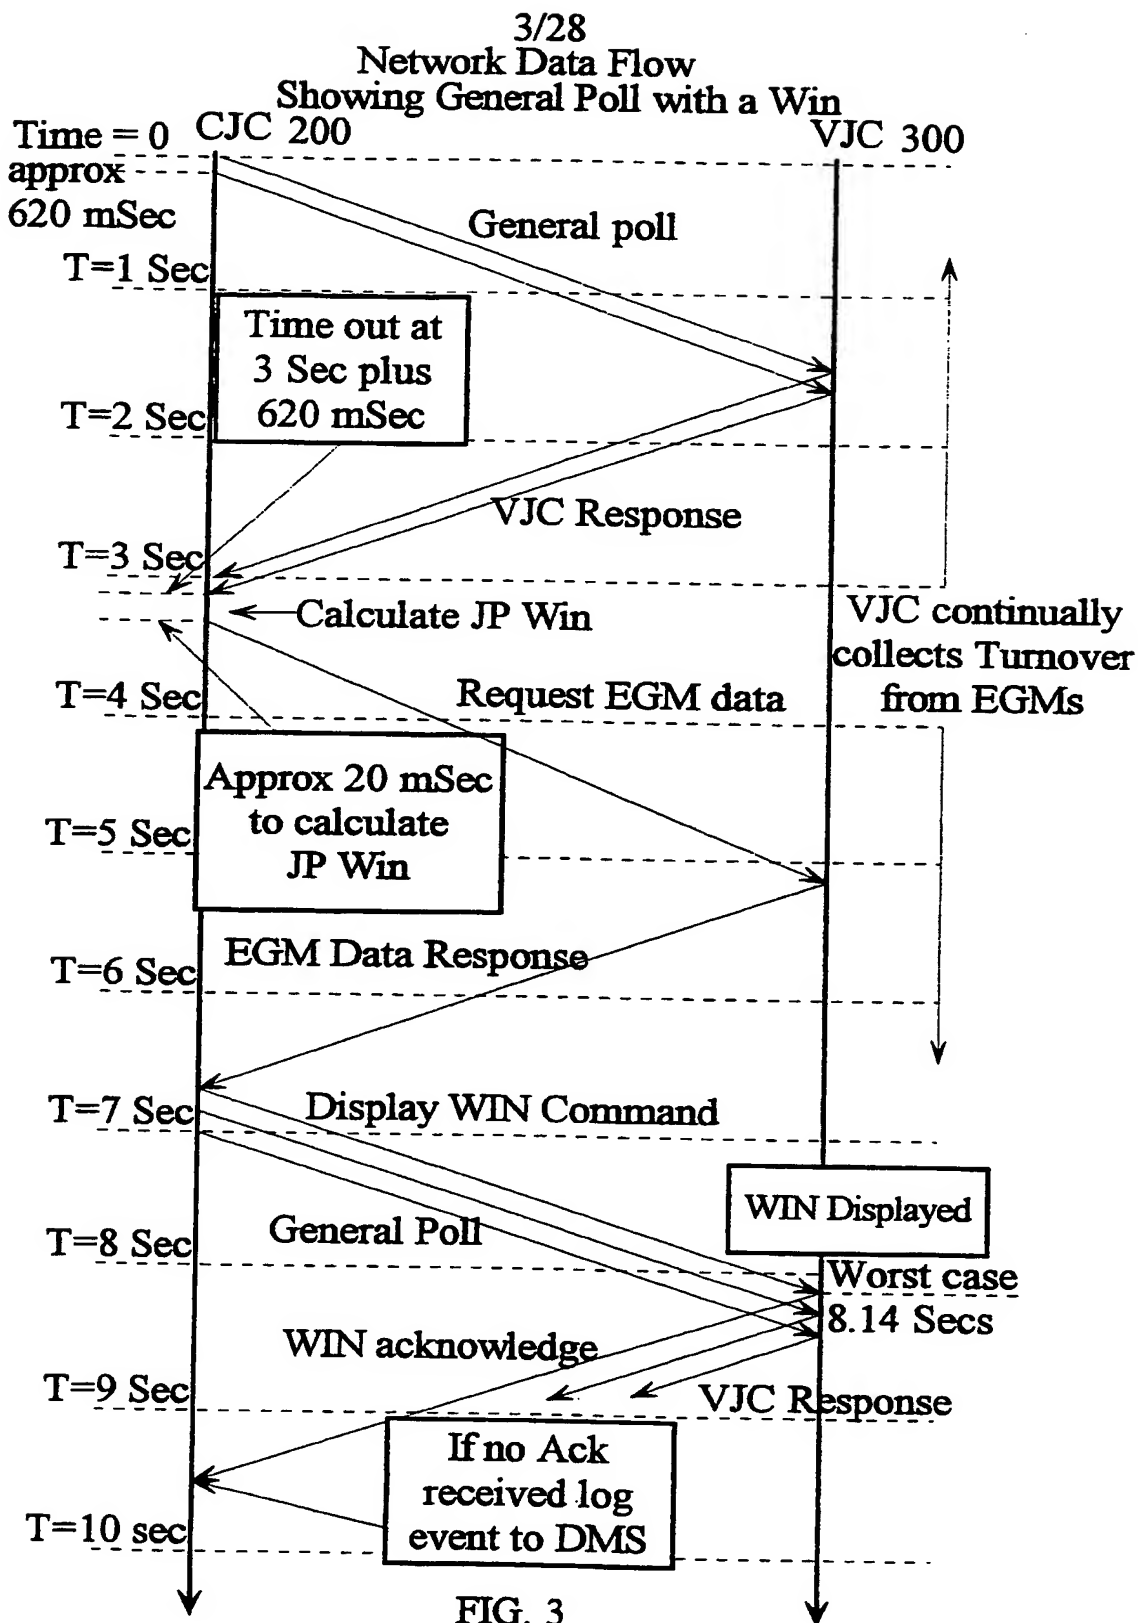 3/28
Network Data Flow
Showing General Poll with a Win
Time = 0
CJC 200
VJC 300
approx
620 mSec
General poll
T=1 Sec
Time out at
3 Sec plus
620 mSec
T=2 Sec
VJC Response
T=3 Sec
Calculate JP Win
VJC continually
collects Turnover
from EGMs
T=4 Sec
Request EGM data
Approx 20 mSec
to calculate
JP Win
T=5 Sec
EGM Data Response
T=6 Sec
T=7 Sec
Display WIN Command
WIN Displayed
General Poll
T=8 Sec
Worst case
8.14 Secs
WIN acknowledge
T=9 Sec
VJC Response
If no Ack
received log
event to DMS
T=10 sec
FIG. 3